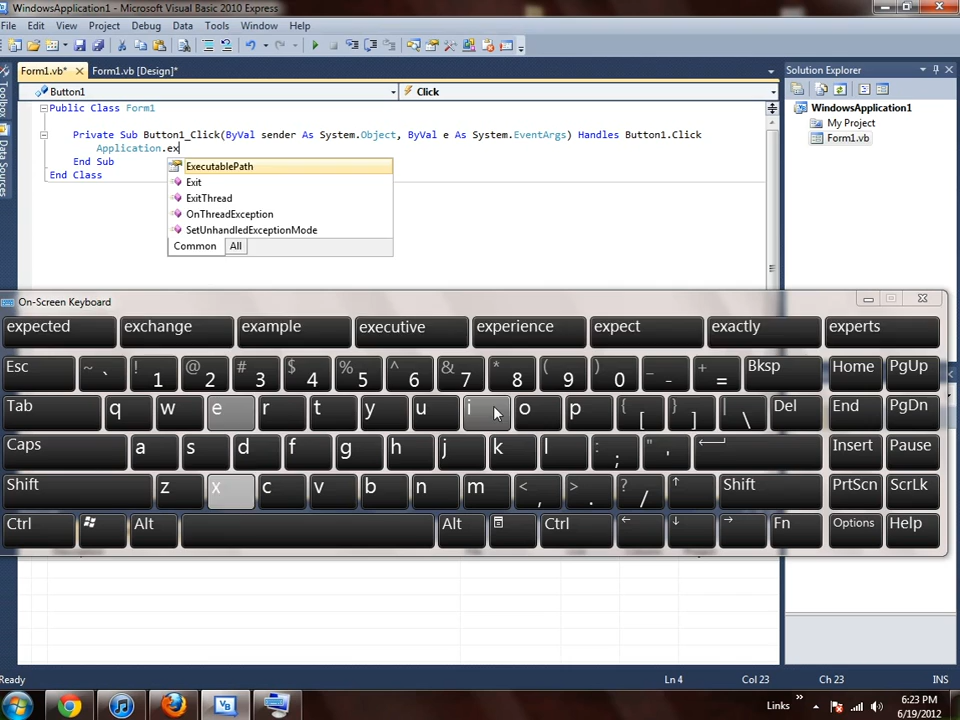 WindowsApplication1 - Microsoft Visual Basic 2010 Express
File Edit View Project Debug Data Tools Window Help
Form1.vb* Form1.vb [Design]*
Button1 Click
Public Class Form1
Private Sub Button1_Click(ByVal sender As System.Object, ByVal e As System.EventArgs) Handles Button1.Click
Application.ex
End Sub
End Class
ExecutablePath
Exit
ExitThread
OnThreadException
SetUnhandledExceptionMode
Common All
Toolbox
Data Sources
Solution Explorer
WindowsApplication1
My Project
Form1.vb
On-Screen Keyboard
expected exchange example executive experience expect exactly experts
Esc ~ ` ! 1 @ 2 # 3 $ 4 % 5 ^ 6 & 7 * 8 ( 9 ) 0 _ - + = Bksp Home PgUp
Tab q w e r t y u i o p { [ } ] | \ Del End PgDn
Caps a s d f g h j k l : ; " ' Insert Pause
Shift z x c v b n m < , > . ? / Shift PrtScn ScrLk
Ctrl Alt Alt Ctrl Fn Options Help
Ready Ln 4 Col 23 Ch 23 INS
Links 6:23 PM
6/19/2012